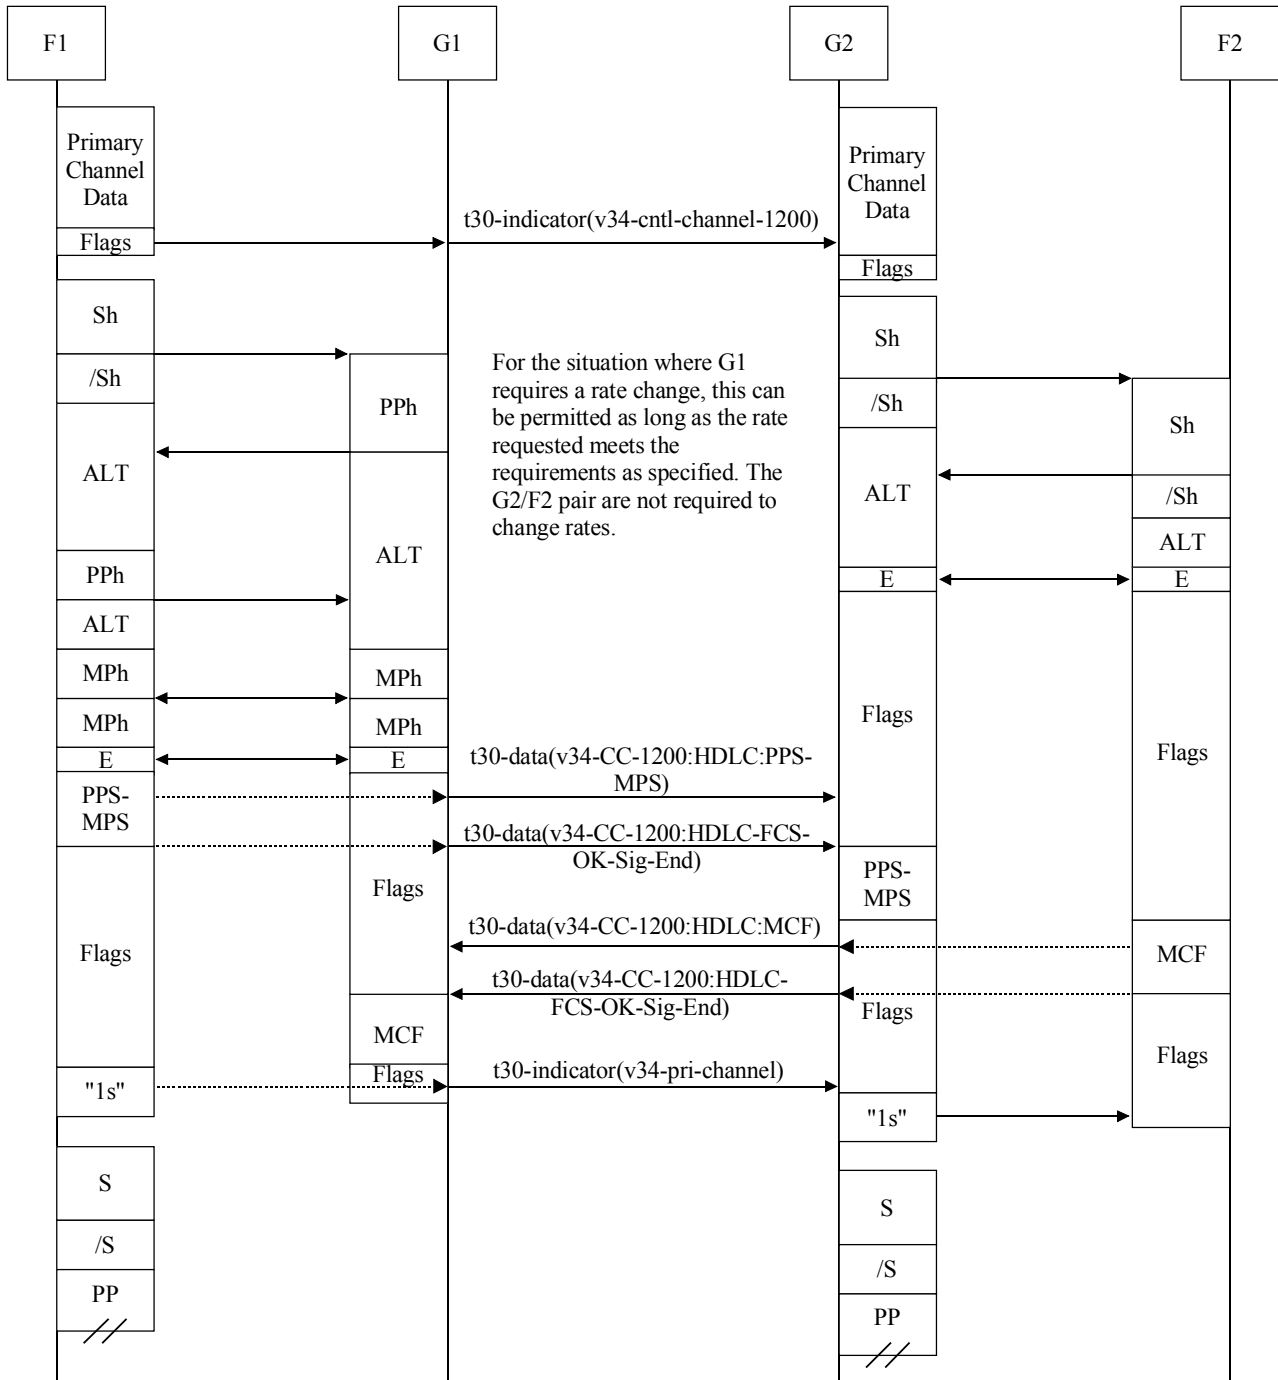 F1
G1
G2
F2
Primary
Channel
Data
Flags
t30-indicator(v34-cntl-channel-1200)
Primary
Channel
Data
Flags
Sh
/Sh
ALT
PPh
ALT
MPh
MPh
E
PPS-
MPS
Flags
"1s"
S
/S
PP
PPh
ALT
MPh
MPh
E
Flags
MCF
Flags
For the situation where G1
requires a rate change, this can
be permitted as long as the rate
requested meets the
requirements as specified. The
G2/F2 pair are not required to
change rates.
t30-data(v34-CC-1200:HDLC:PPS-
MPS)
t30-data(v34-CC-1200:HDLC-FCS-
OK-Sig-End)
t30-data(v34-CC-1200:HDLC:MCF)
t30-data(v34-CC-1200:HDLC-
FCS-OK-Sig-End)
t30-indicator(v34-pri-channel)
Sh
/Sh
ALT
E
Flags
PPS-
MPS
Flags
"1s"
S
/S
PP
Sh
/Sh
ALT
E
Flags
MCF
Flags